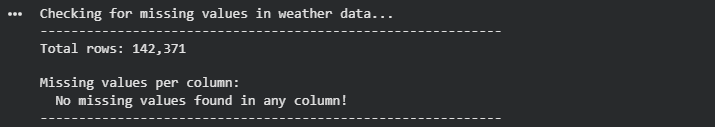 ••• Checking for missing values in weather data...
------------------------------------------------------------
Total rows: 142,371
Missing values per column:
No missing values found in any column!
------------------------------------------------------------